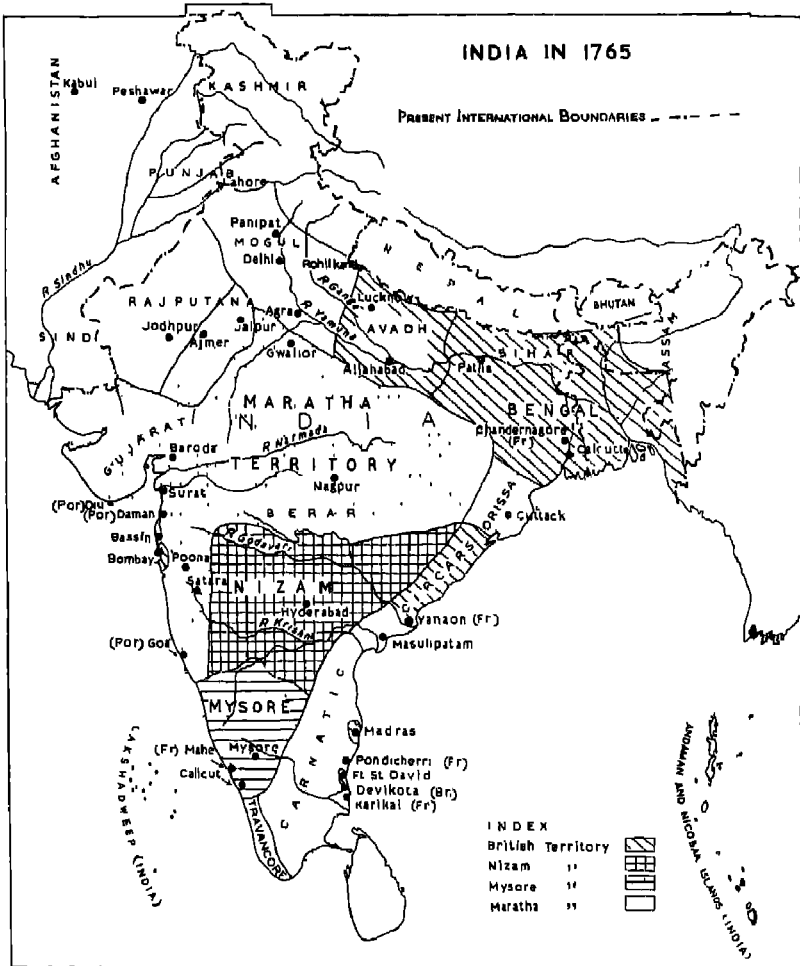 INDIA IN 1765
PRESENT INTERNATIONAL BOUNDARIES
AFGHANISTAN
Kabul
Peshawar
KASHMIR
PUNJAB
Lahore
Panipat
MOGUL
Delhi
R Sindhu
RAJPUTANA
SIND
Jodhpur
Ajmer
Jaipur
Agra
R Yamuna
Gwalior
Lucknow
AVADH
Allahabad
NEPAL
BHUTAN
ASSAM
BIHAR
Patna
BENGAL
Chandernagore
(Fr)
Calcutta
MARATHA
INDIA
TERRITORY
GUJARAT
R Narmada
Baroda
Surat
Nagpur
(Por) Diu
(Por) Daman
BERAR
Bassin
Bombay
Poona
Satara
R Godavari
NIZAM
Hyderabad
R Krishna
ORISSA
Cuttack
CIRCARS
Yanaon (Fr)
Masulipatam
(Por) Goa
MYSORE
CARNATIC
Madras
(Fr) Mahe
Mysore
Calicut
Pondicherri (Fr)
Ft St David
Devikota (Br)
Karikal (Fr)
TRAVANCORE
LAKSHADWEEP (INDIA)
ANDAMAN AND NICOBAR ISLANDS (INDIA)
INDEX
British Territory
Nizam "
Mysore "
Maratha "